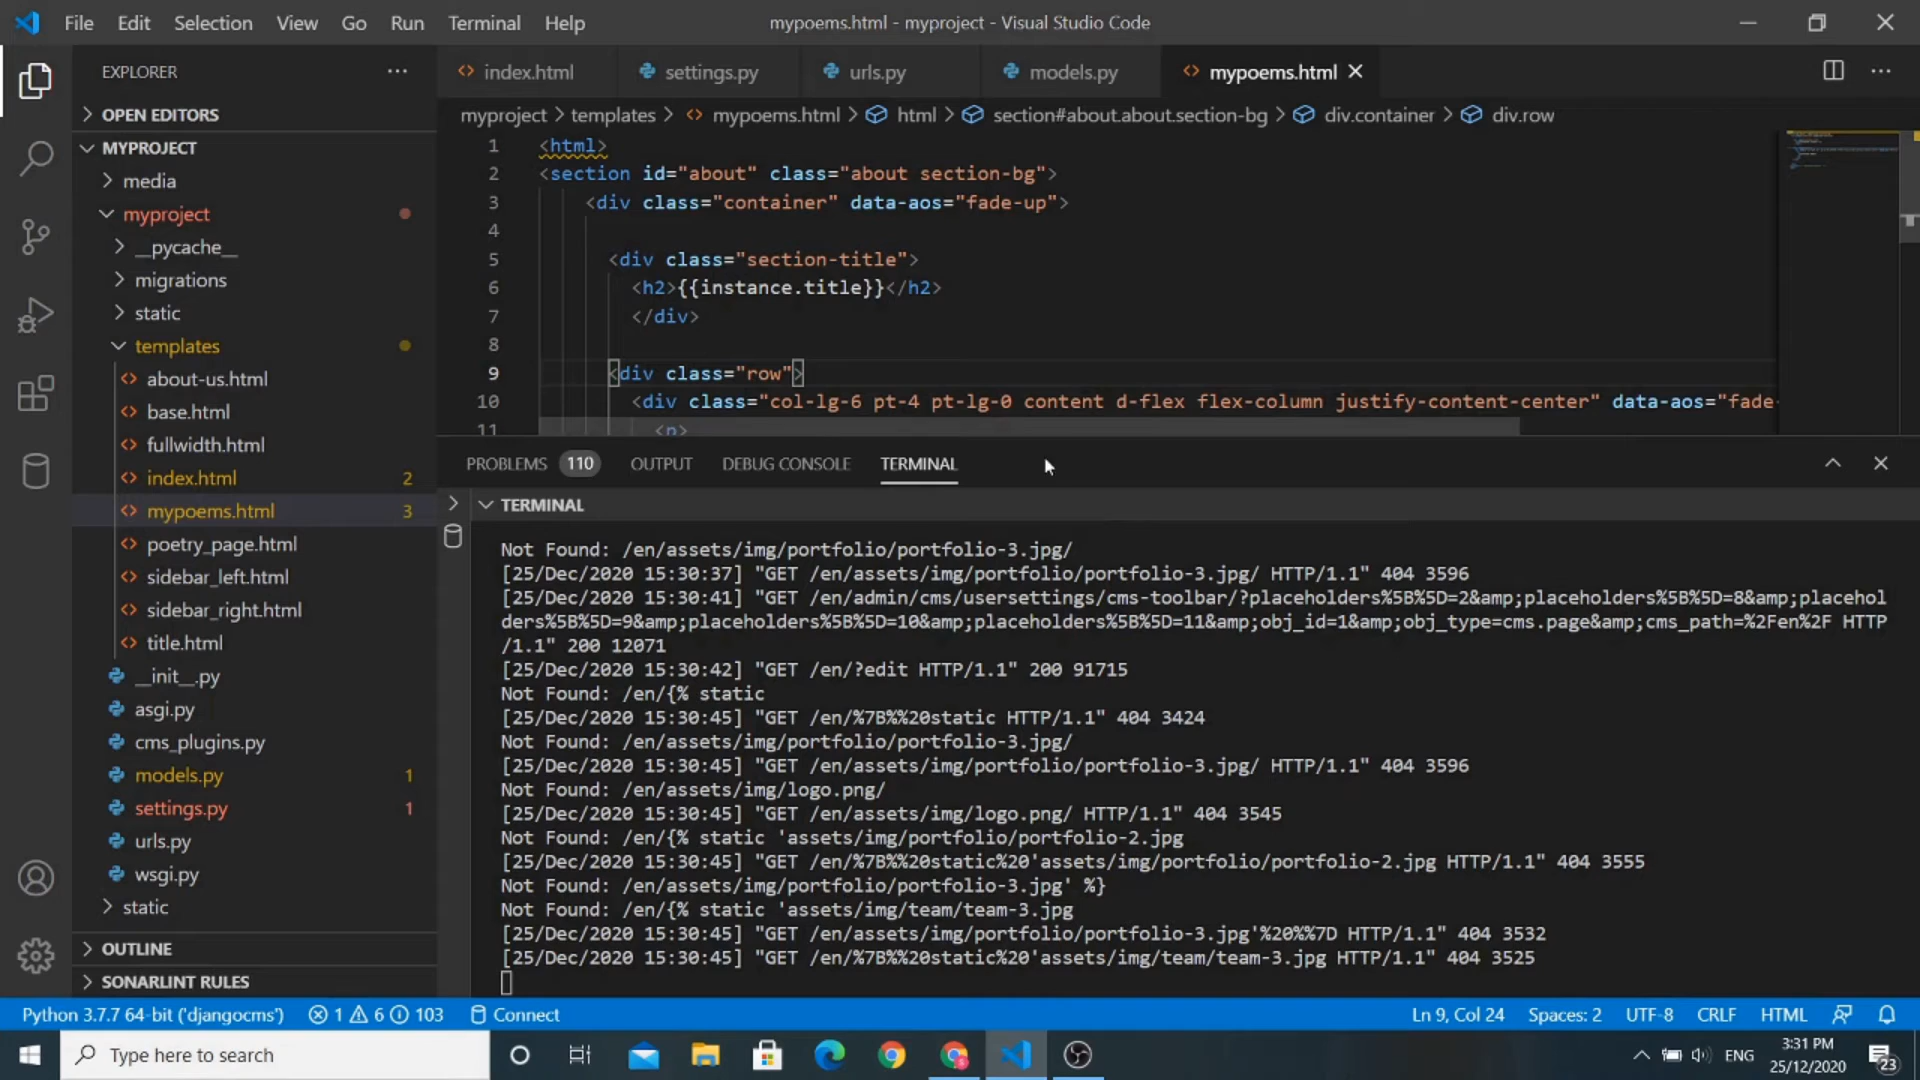 File Edit Selection View Go Run Terminal Help
mypoems.html - myproject - Visual Studio Code
EXPLORER
OPEN EDITORS
MYPROJECT
media
myproject
__pycache__
migrations
static
templates
about-us.html
base.html
fullwidth.html
index.html 2
mypoems.html 3
poetry_page.html
sidebar_left.html
sidebar_right.html
title.html
__init__.py
asgi.py
cms_plugins.py
models.py 1
settings.py 1
urls.py
wsgi.py
static
OUTLINE
SONARLINT RULES
index.html settings.py urls.py models.py mypoems.html
myproject > templates > mypoems.html > html > section#about.about.section-bg > div.container > div.row
1 <html>
2 <section id="about" class="about section-bg">
3 <div class="container" data-aos="fade-up">
4
5 <div class="section-title">
6 <h2>{{instance.title}}</h2>
7 </div>
8
9 <div class="row">
10 <div class="col-lg-6 pt-4 pt-lg-0 content d-flex flex-column justify-content-center" data-aos="fade-
11 <p>
PROBLEMS 110 OUTPUT DEBUG CONSOLE TERMINAL
TERMINAL
Not Found: /en/assets/img/portfolio/portfolio-3.jpg/
[25/Dec/2020 15:30:37] "GET /en/assets/img/portfolio/portfolio-3.jpg/ HTTP/1.1" 404 3596
[25/Dec/2020 15:30:41] "GET /en/admin/cms/usersettings/cms-toolbar/?placeholders%5B%5D=2&amp;placeholders%5B%5D=8&amp;placehol
ders%5B%5D=9&amp;placeholders%5B%5D=10&amp;placeholders%5B%5D=11&amp;obj_id=1&amp;obj_type=cms.page&amp;cms_path=%2Fen%2F HTTP
/1.1" 200 12071
[25/Dec/2020 15:30:42] "GET /en/?edit HTTP/1.1" 200 91715
Not Found: /en/{% static
[25/Dec/2020 15:30:45] "GET /en/%7B%%20static HTTP/1.1" 404 3424
Not Found: /en/assets/img/portfolio/portfolio-3.jpg/
[25/Dec/2020 15:30:45] "GET /en/assets/img/portfolio/portfolio-3.jpg/ HTTP/1.1" 404 3596
Not Found: /en/assets/img/logo.png/
[25/Dec/2020 15:30:45] "GET /en/assets/img/logo.png/ HTTP/1.1" 404 3545
Not Found: /en/{% static 'assets/img/portfolio/portfolio-2.jpg
[25/Dec/2020 15:30:45] "GET /en/%7B%%20static%20'assets/img/portfolio/portfolio-2.jpg HTTP/1.1" 404 3555
Not Found: /en/assets/img/portfolio/portfolio-3.jpg' %}
Not Found: /en/{% static 'assets/img/team/team-3.jpg
[25/Dec/2020 15:30:45] "GET /en/assets/img/portfolio/portfolio-3.jpg'%20%%7D HTTP/1.1" 404 3532
[25/Dec/2020 15:30:45] "GET /en/%7B%%20static%20'assets/img/team/team-3.jpg HTTP/1.1" 404 3525
Python 3.7.7 64-bit ('djangocms') 1 6 103 Connect Ln 9, Col 24 Spaces: 2 UTF-8 CRLF HTML
Type here to search
ENG
3:31 PM
25/12/2020
23